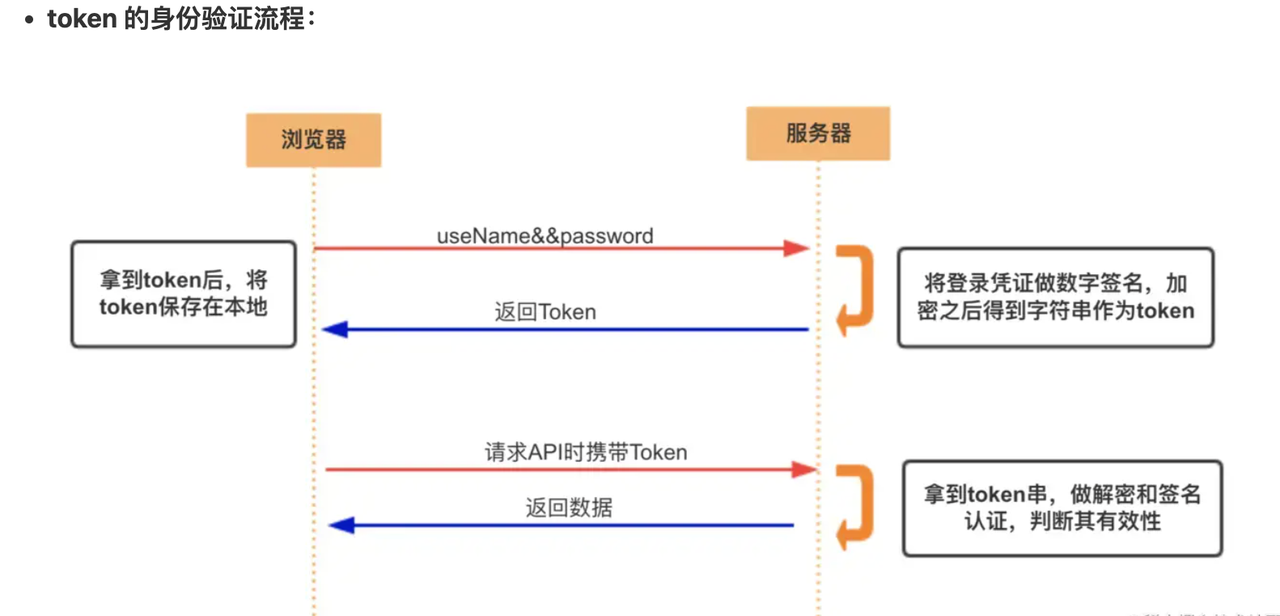 • token 的身份验证流程：
浏览器
服务器
useName&&password
拿到token后，将
token保存在本地
将登录凭证做数字签名，加
密之后得到字符串作为token
返回Token
请求API时携带Token
拿到token串，做解密和签名
认证，判断其有效性
返回数据